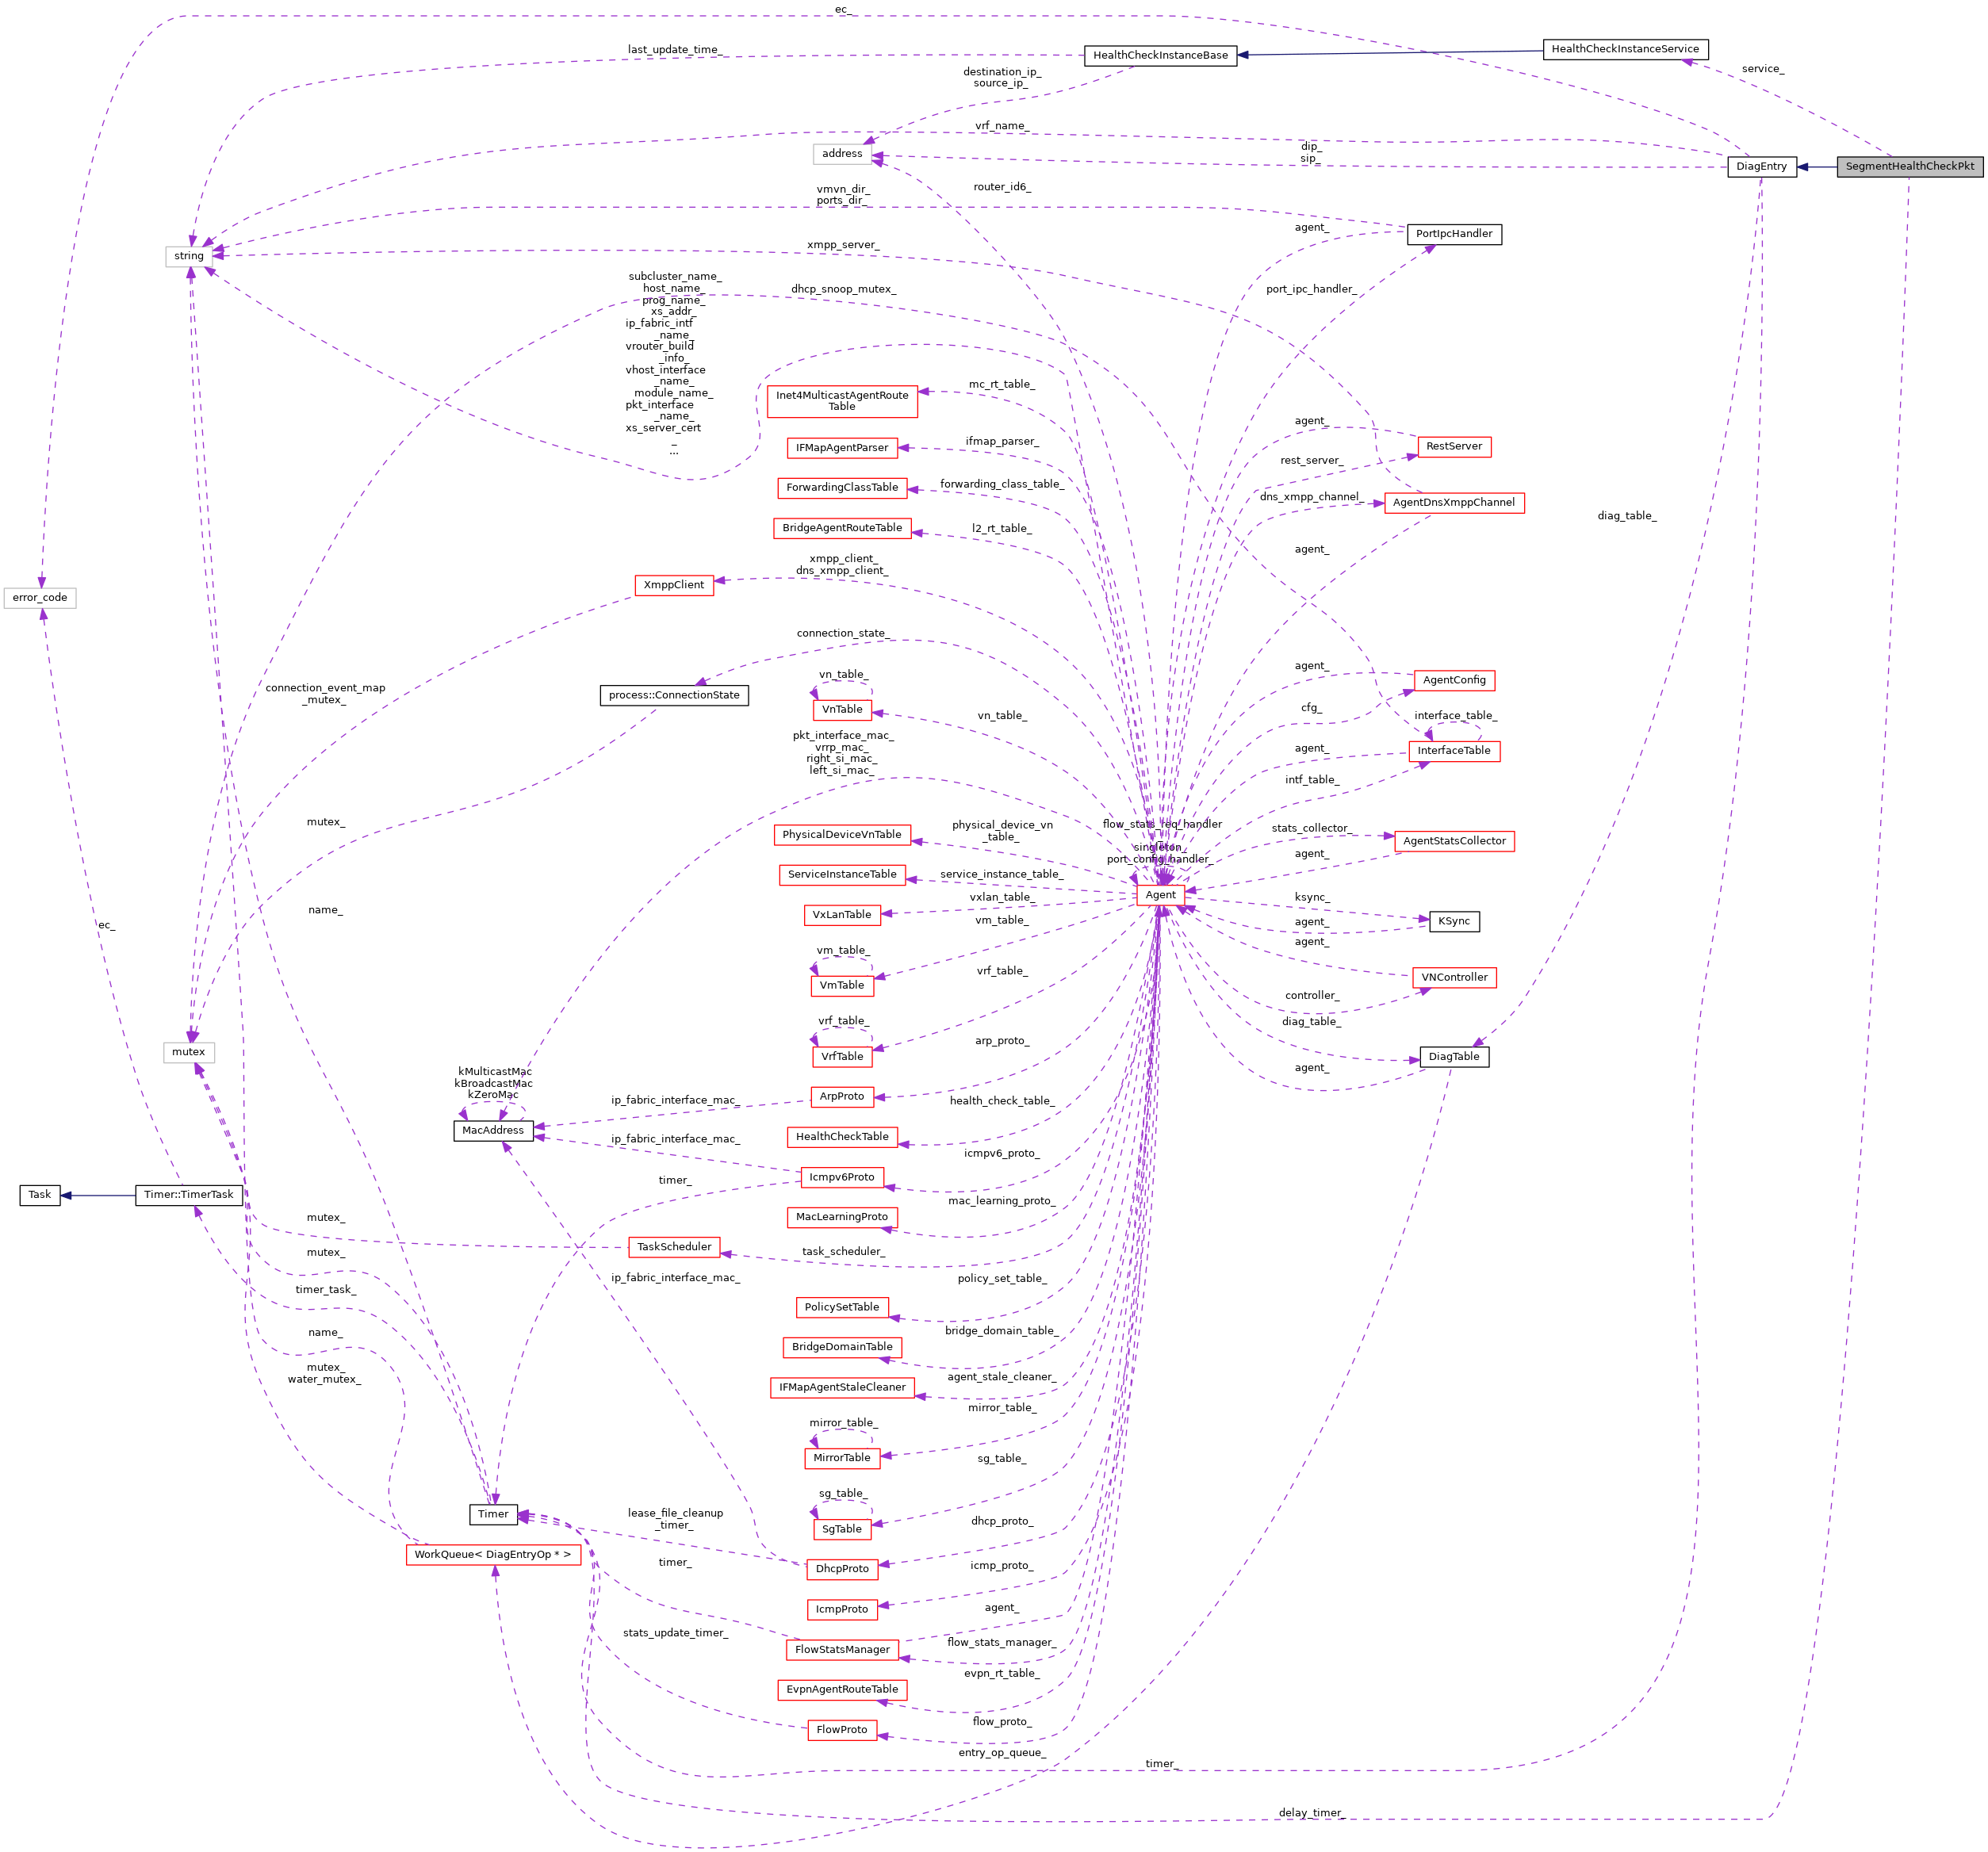 ec_
last_update_time_
HealthCheckInstanceBase
HealthCheckInstanceService
service_
destination_ip_
source_ip_
vrf_name_
address
dip_
sip_
DiagEntry
SegmentHealthCheckPkt
vmvn_dir_
ports_dir_
router_id6_
agent_
PortIpcHandler
string
xmpp_server_
subcluster_name_
host_name_
prog_name_
xs_addr_
ip_fabric_intf
_name_
vrouter_build
_info_
vhost_interface
_name_
module_name_
pkt_interface
_name_
xs_server_cert
_
...
dhcp_snoop_mutex_
port_ipc_handler_
Inet4MulticastAgentRoute
Table
mc_rt_table_
agent_
RestServer
IFMapAgentParser
ifmap_parser_
rest_server_
ForwardingClassTable
forwarding_class_table_
dns_xmpp_channel_
AgentDnsXmppChannel
BridgeAgentRouteTable
l2_rt_table_
agent_
diag_table_
xmpp_client_
dns_xmpp_client_
XmppClient
error_code
connection_state_
connection_event_map
_mutex_
process::ConnectionState
vn_table_
VnTable
vn_table_
agent_
AgentConfig
cfg_
interface_table_
InterfaceTable
agent_
intf_table_
pkt_interface_mac_
vrrp_mac_
right_si_mac_
left_si_mac_
mutex_
PhysicalDeviceVnTable
physical_device_vn
_table_
flow_stats_req_handler
_
singleton_
port_config_handler_
stats_collector_
AgentStatsCollector
agent_
ServiceInstanceTable
service_instance_table_
Agent
name_
ec_
VxLanTable
vxlan_table_
vm_table_
ksync_
agent_
KSync
agent_
vm_table_
VmTable
vrf_table_
VNController
controller_
vrf_table_
VrfTable
diag_table_
DiagTable
agent_
mutex
arp_proto_
kMulticastMac
kBroadcastMac
kZeroMac
MacAddress
ip_fabric_interface_mac_
ArpProto
health_check_table_
HealthCheckTable
ip_fabric_interface_mac_
icmpv6_proto_
Icmpv6Proto
timer_
Task
Timer::TimerTask
mac_learning_proto_
MacLearningProto
mutex_
TaskScheduler
task_scheduler_
mutex_
ip_fabric_interface_mac_
policy_set_table_
timer_task_
PolicySetTable
name_
bridge_domain_table_
BridgeDomainTable
mutex_
water_mutex_
agent_stale_cleaner_
IFMapAgentStaleCleaner
mirror_table_
mirror_table_
MirrorTable
sg_table_
sg_table_
Timer
lease_file_cleanup
_timer_
SgTable
dhcp_proto_
WorkQueue< DiagEntryOp * >
timer_
DhcpProto
icmp_proto_
IcmpProto
agent_
stats_update_timer_
FlowStatsManager
flow_stats_manager_
evpn_rt_table_
EvpnAgentRouteTable
FlowProto
flow_proto_
entry_op_queue_
timer_
delay_timer_